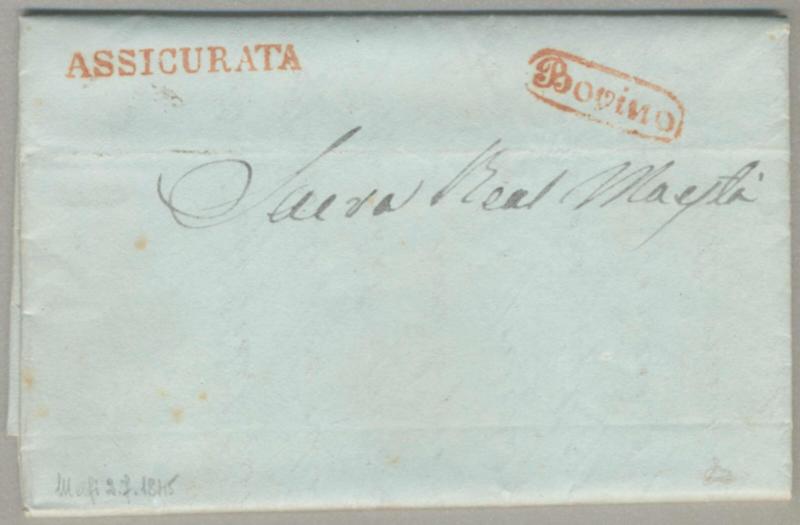 ASSICURATA
Bovino
Sacra Real Maestà